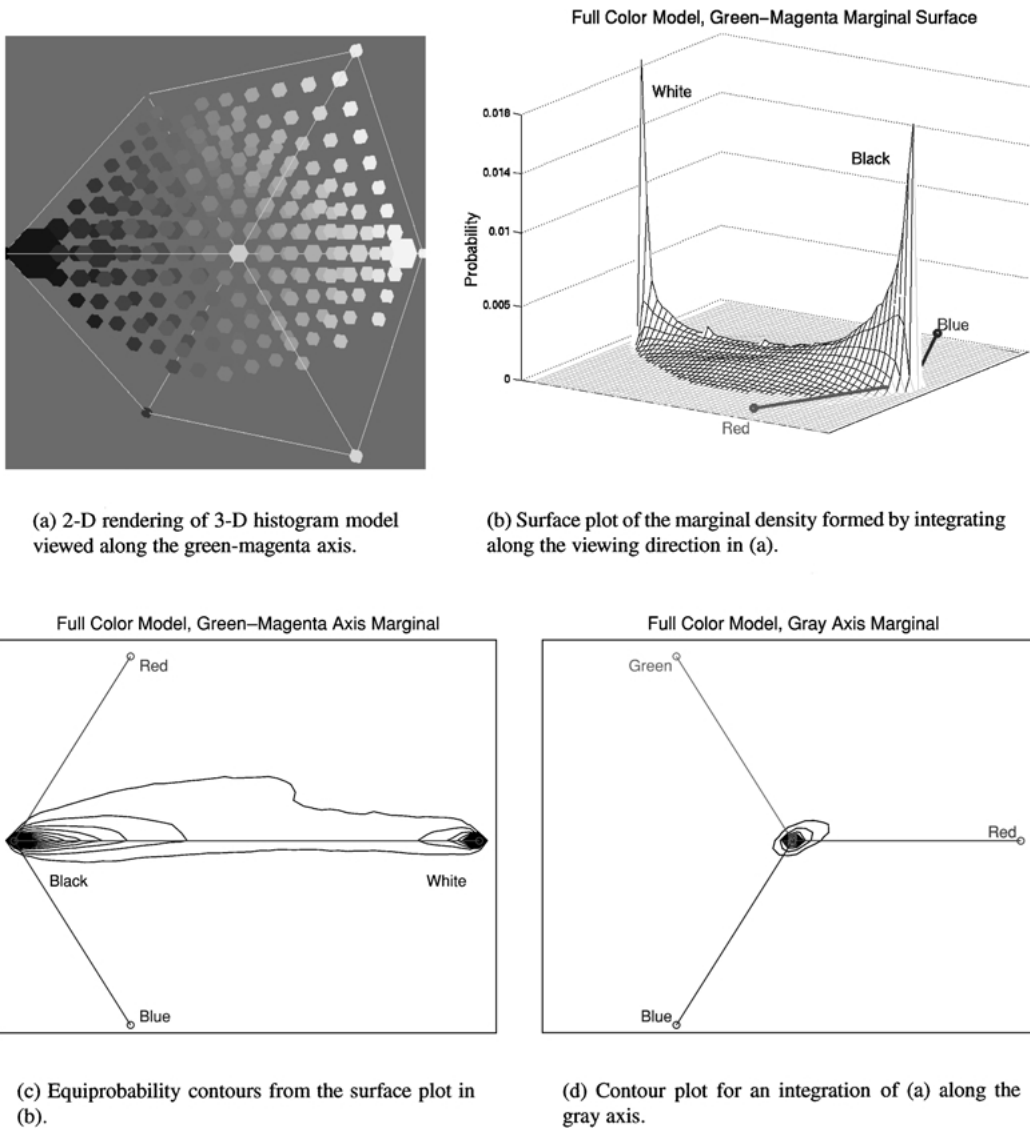 Full Color Model, Green−Magenta Marginal Surface
White
Black
0.018
0.014
0.01
0.005
0
Probability
Blue
Red
(a) 2-D rendering of 3-D histogram model
viewed along the green-magenta axis.
(b) Surface plot of the marginal density formed by integrating
along the viewing direction in (a).
Full Color Model, Green−Magenta Axis Marginal
Red
Black
White
Blue
Full Color Model, Gray Axis Marginal
Green
Red
Blue
(c) Equiprobability contours from the surface plot in
(b).
(d) Contour plot for an integration of (a) along the
gray axis.